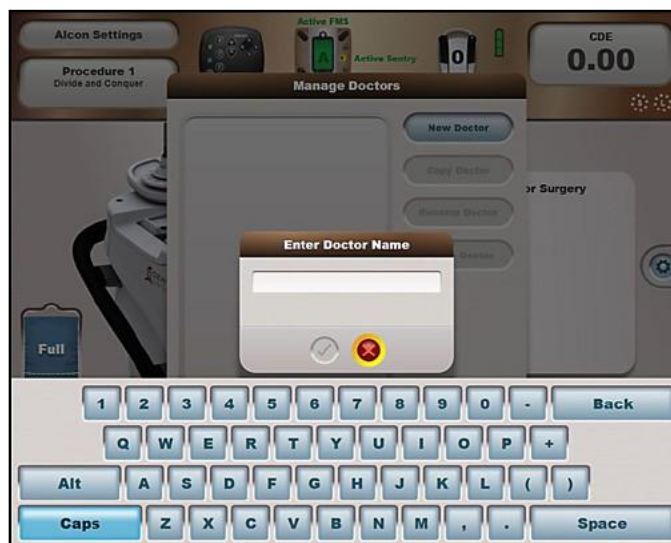 Alcon Settings
Active FMS
CDE
0.00
A
Active Sentry
0
Procedure 1
Divide and Conquer
Manage Doctors
New Doctor
Copy Doctor
or Surgery
Rename Doctor
Enter Doctor Name
Doctor
Full
1 2 3 4 5 6 7 8 9 0 - Back
Q W E R T Y U I O P +
Alt A S D F G H J K L ( )
Caps Z X C V B N M , . Space